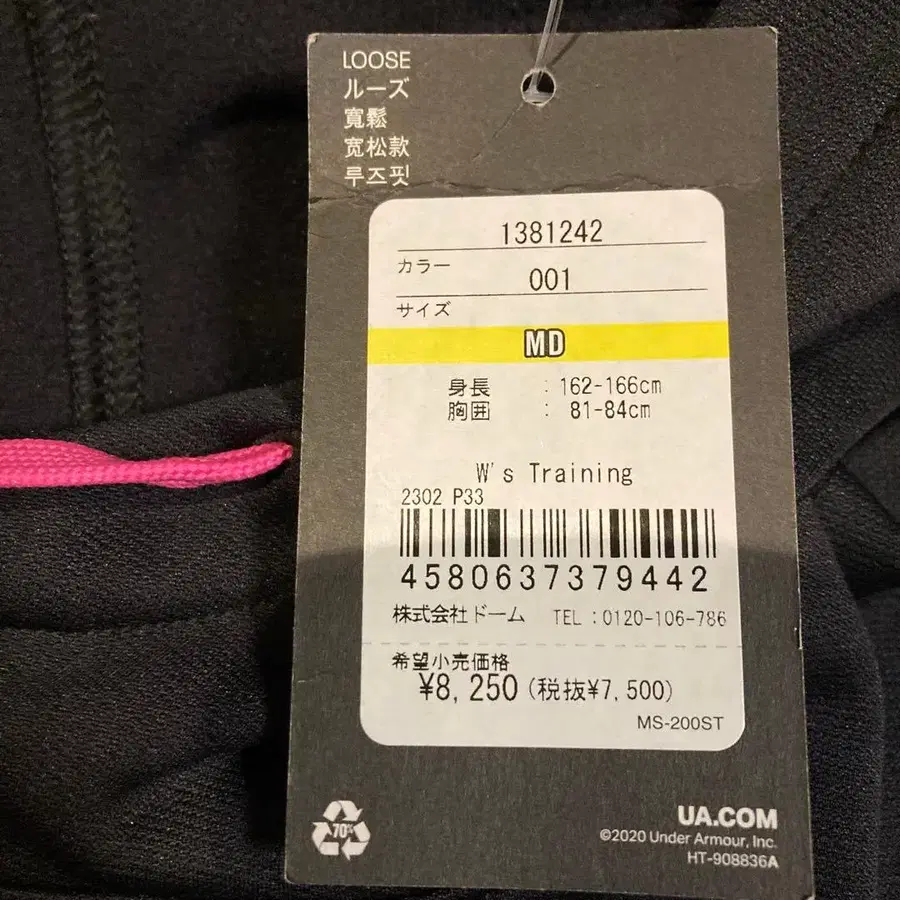 LOOSE
ルーズ
寬鬆
宽松款
루즈핏
1381242
カラー
001
サイズ
MD
身長 : 162-166cm
胸囲 : 81-84cm
W's Training
2302 P33
4580637379442
株式会社ドーム TEL:0120-106-786
希望小売価格
¥8,250(税抜¥7,500)
MS-200ST
70%
UA.COM
©2020 Under Armour, Inc.
HT-908836A